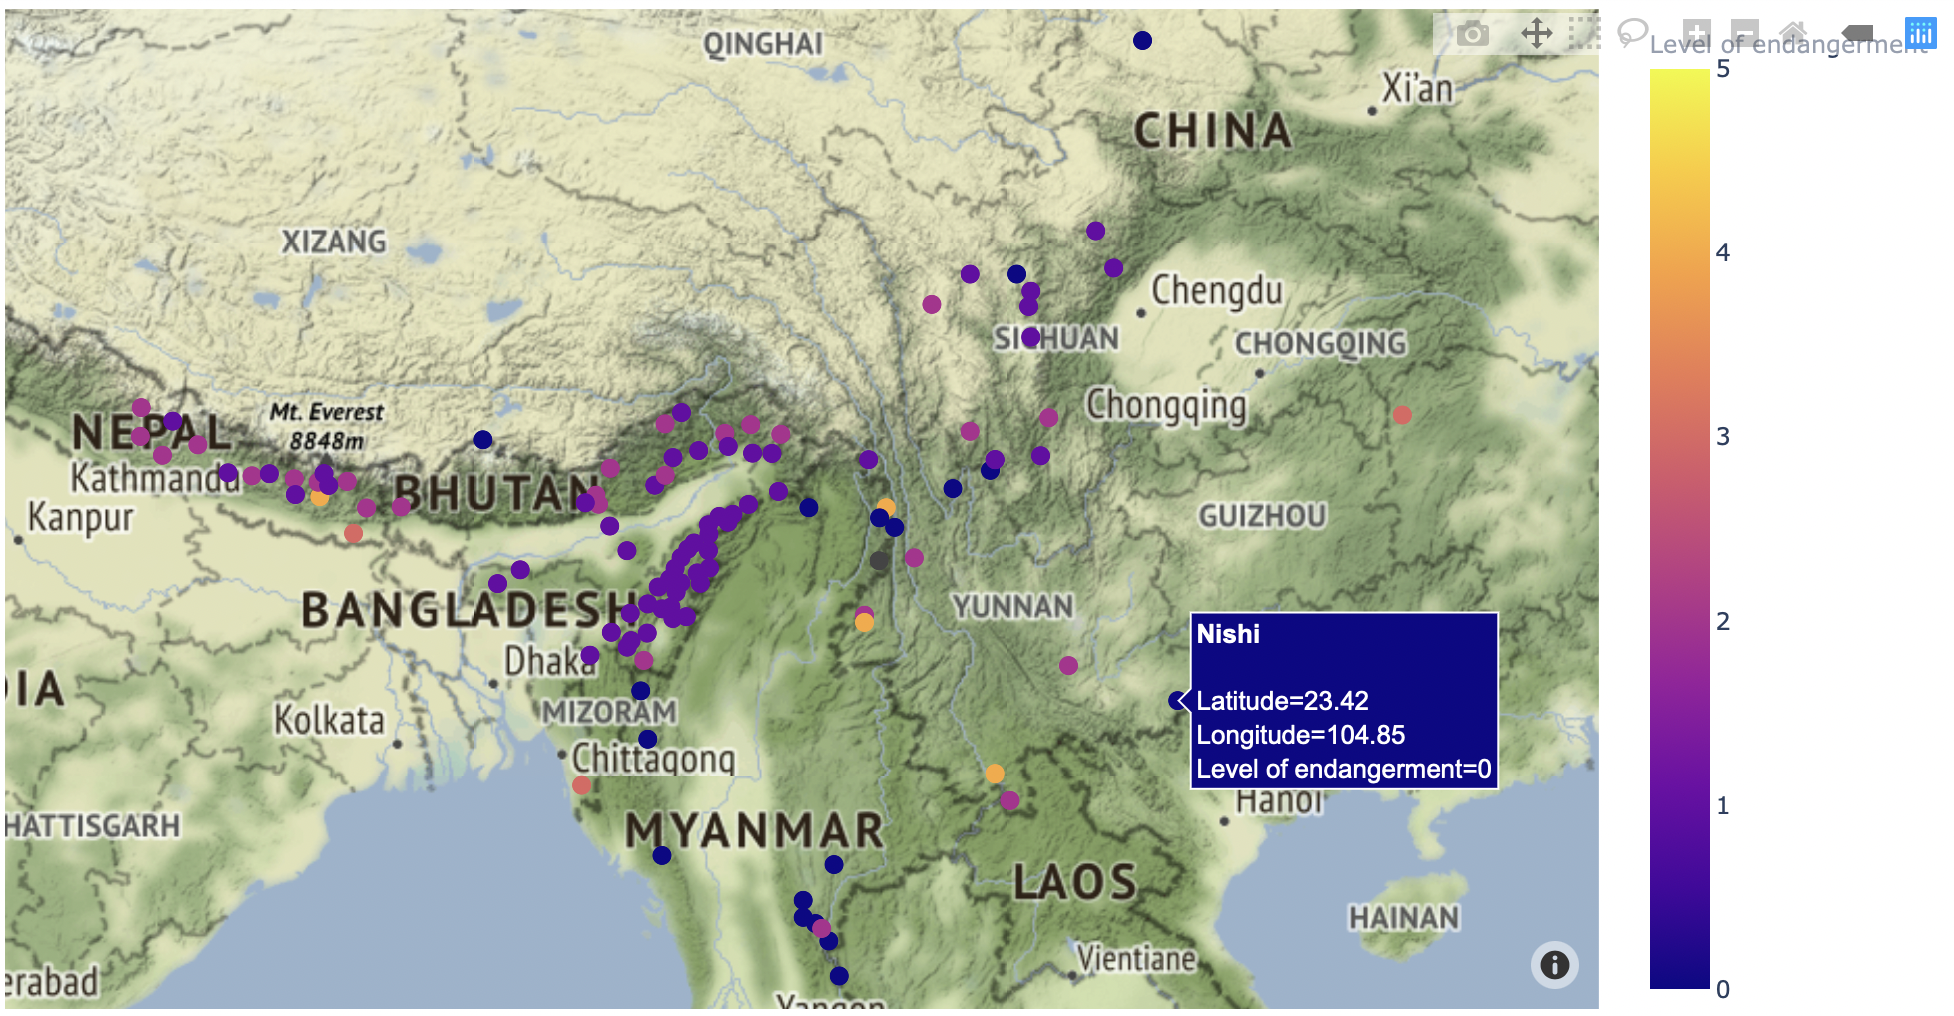 QINGHAI
Level of endangerment
5
Xi'an
CHINA
XIZANG
4
Chengdu
SICHUAN
CHONGQING
Mt. Everest
8848m
NEPAL
Chongqing
3
Kathmandu
BHUTAN
Kanpur
GUIZHOU
BANGLADESH
YUNNAN
2
Nishi
Latitude=23.42
Longitude=104.85
Level of endangerment=0
Dhaka
DIA
MIZORAM
Kolkata
Chittagong
Hanoi
1
HATTISGARH
MYANMAR
LAOS
HAINAN
Vientiane
erabad
0
Yangon